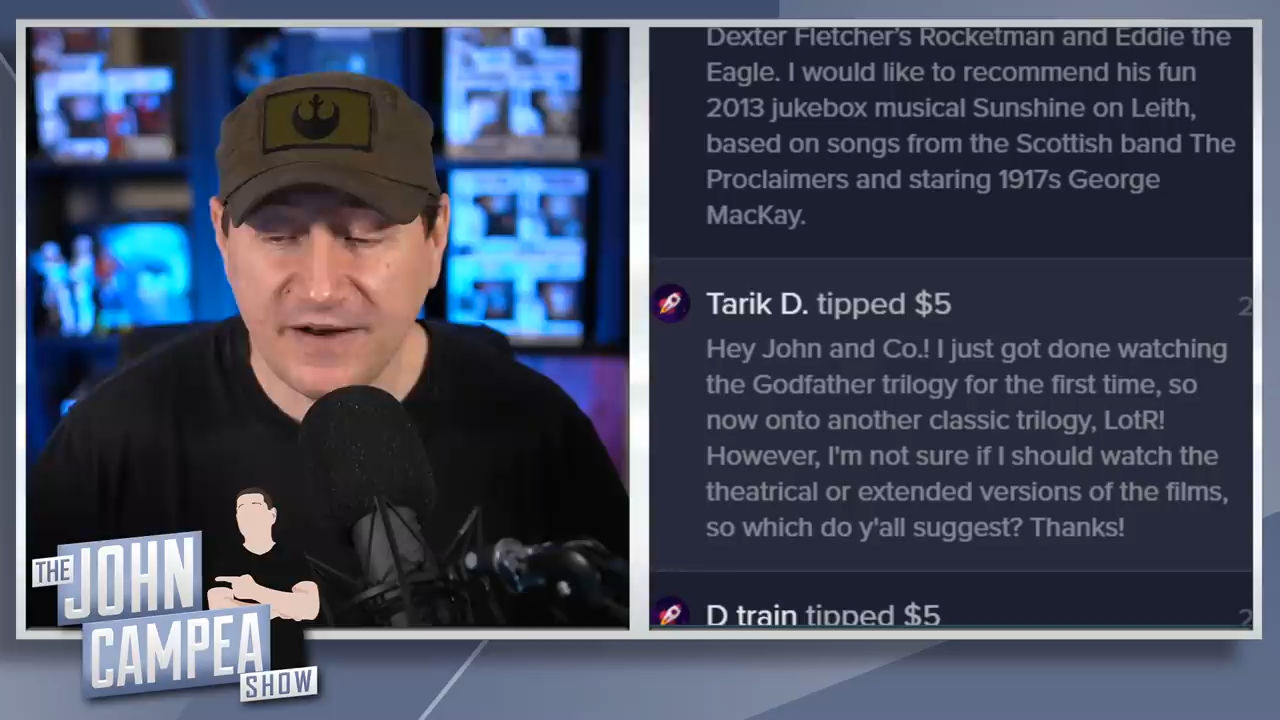 Dexter Fletcher's Rocketman and Eddie the
Eagle. I would like to recommend his fun
2013 jukebox musical Sunshine on Leith,
based on songs from the Scottish band The
Proclaimers and staring 1917s George
MacKay.
Tarik D. tipped $5
2
Hey John and Co.! I just got done watching
the Godfather trilogy for the first time, so
now onto another classic trilogy, LotR!
However, I'm not sure if I should watch the
theatrical or extended versions of the films,
so which do y'all suggest? Thanks!
D train tipped $5
2
THE
JOHN
CAMPEA
SHOW